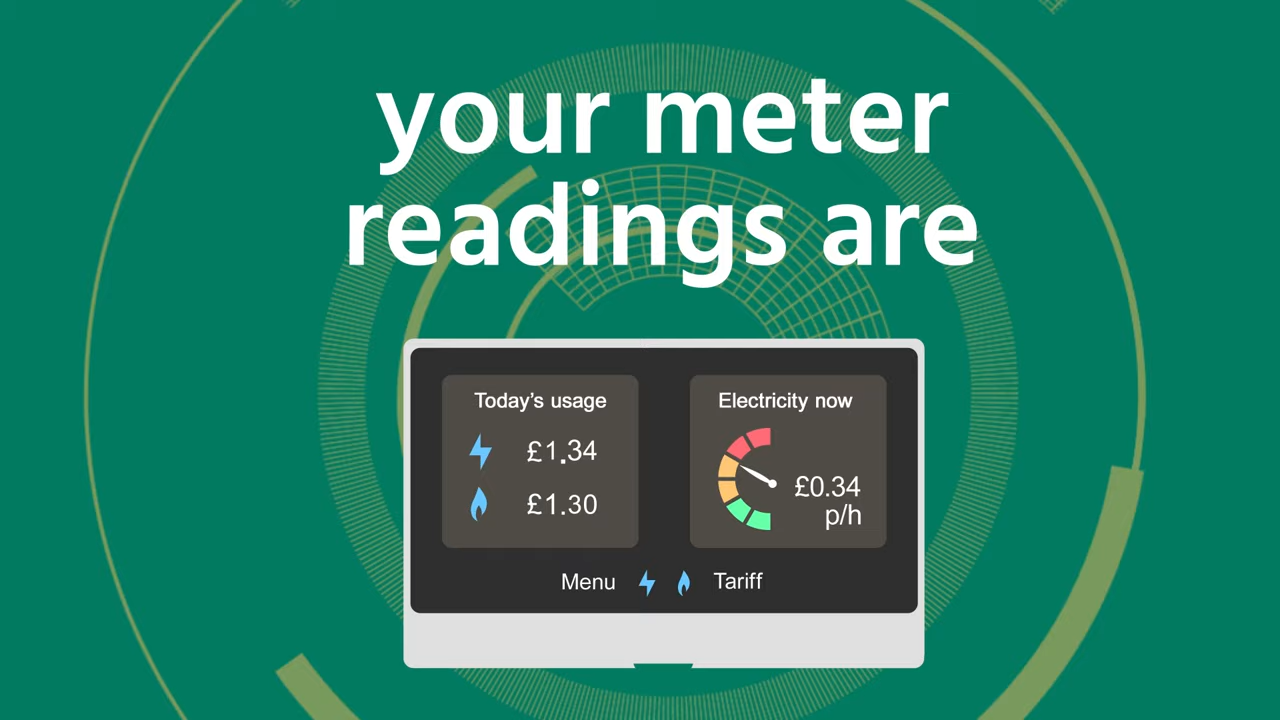 your meter
readings are
Today's usage
£1.34
£1.30
Electricity now
£0.34
p/h
Menu
Tariff